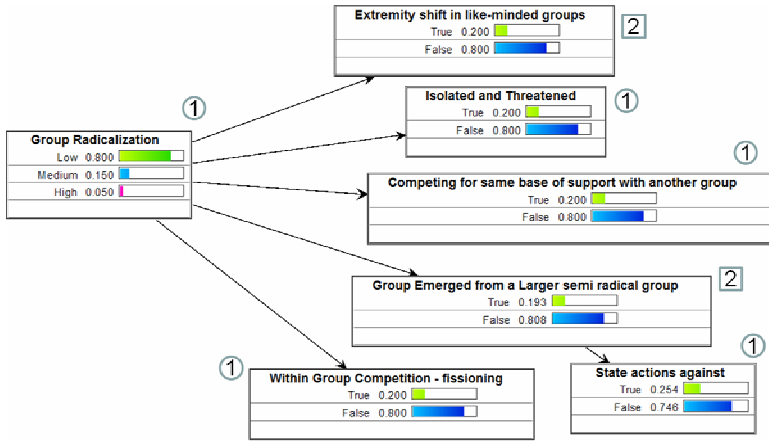 Extremity shift in like-minded groups
True 0.200
False 0.800
2
1
Isolated and Threatened
True 0.200
False 0.800
1
Group Radicalization
Low 0.800
Medium 0.150
High 0.050
1
Competing for same base of support with another group
True 0.200
False 0.800
2
Group Emerged from a Larger semi radical group
True 0.193
False 0.808
1
1
Within Group Competition - fissioning
True 0.200
False 0.800
State actions against
True 0.254
False 0.746